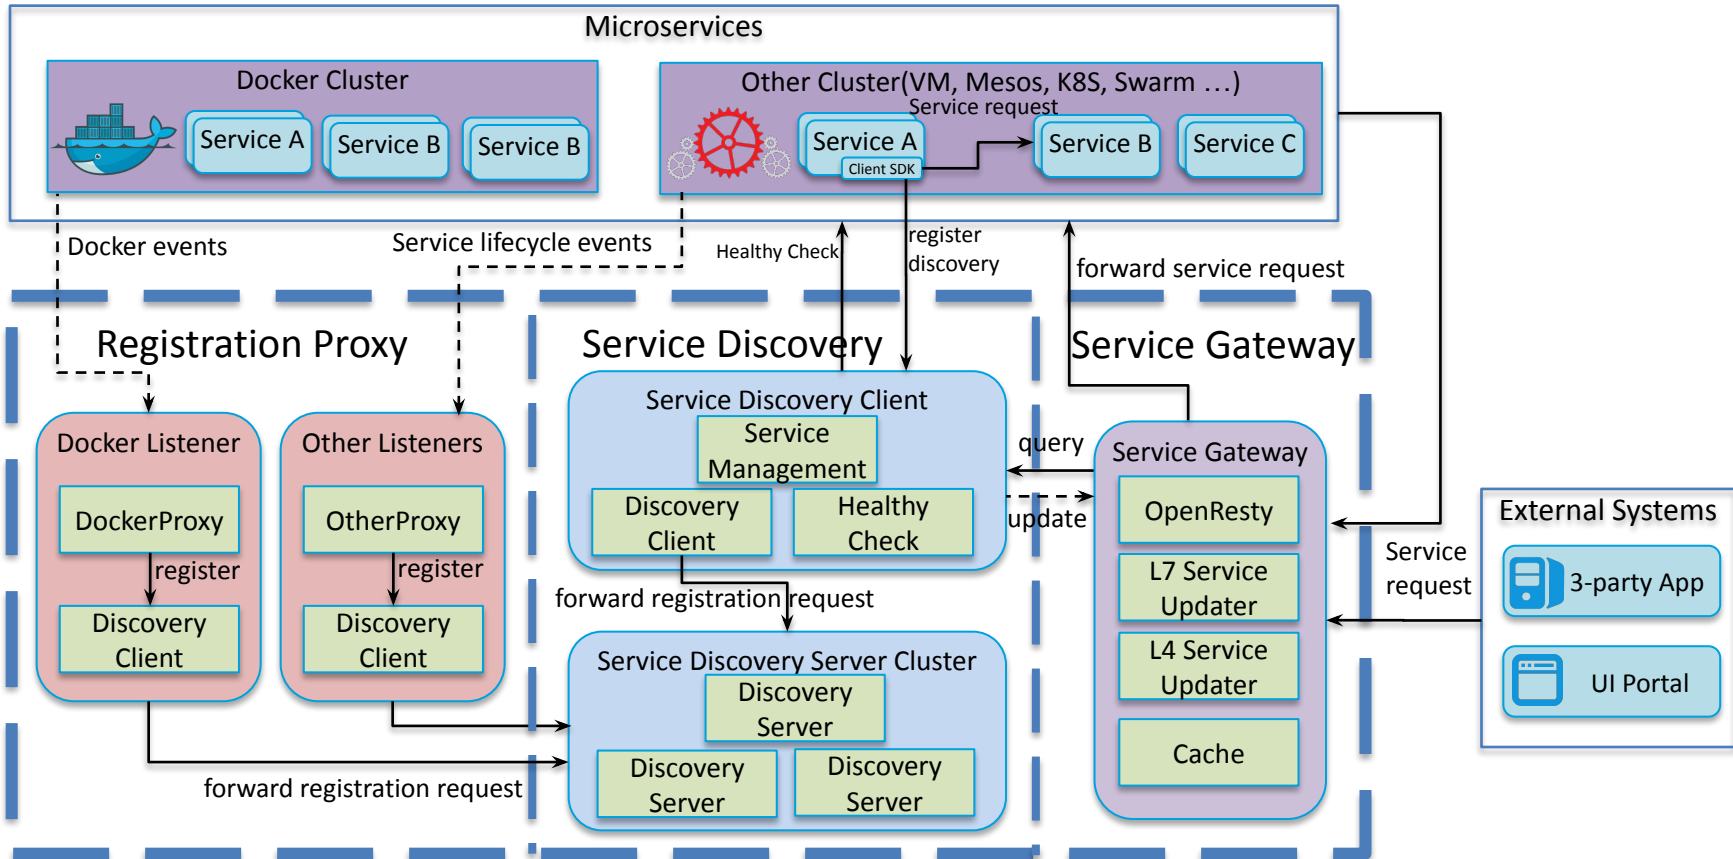 Microservices
Docker Cluster
Service A
Service B
Service B
Other Cluster(VM, Mesos, K8S, Swarm …)
Service request
Service A
Client SDK
Service B
Service C
Docker events
Service lifecycle events
Healthy Check
register
discovery
forward service request
Registration Proxy
Service Discovery
Service Gateway
Docker Listener
DockerProxy
register
Discovery
Client
Other Listeners
OtherProxy
register
Discovery
Client
forward registration request
Service Discovery Client
Service
Management
Discovery
Client
Healthy
Check
forward registration request
Service Discovery Server Cluster
Discovery
Server
Discovery
Server
Discovery
Server
query
update
Service Gateway
OpenResty
L7 Service
Updater
L4 Service
Updater
Cache
Service
request
External Systems
3-party App
UI Portal